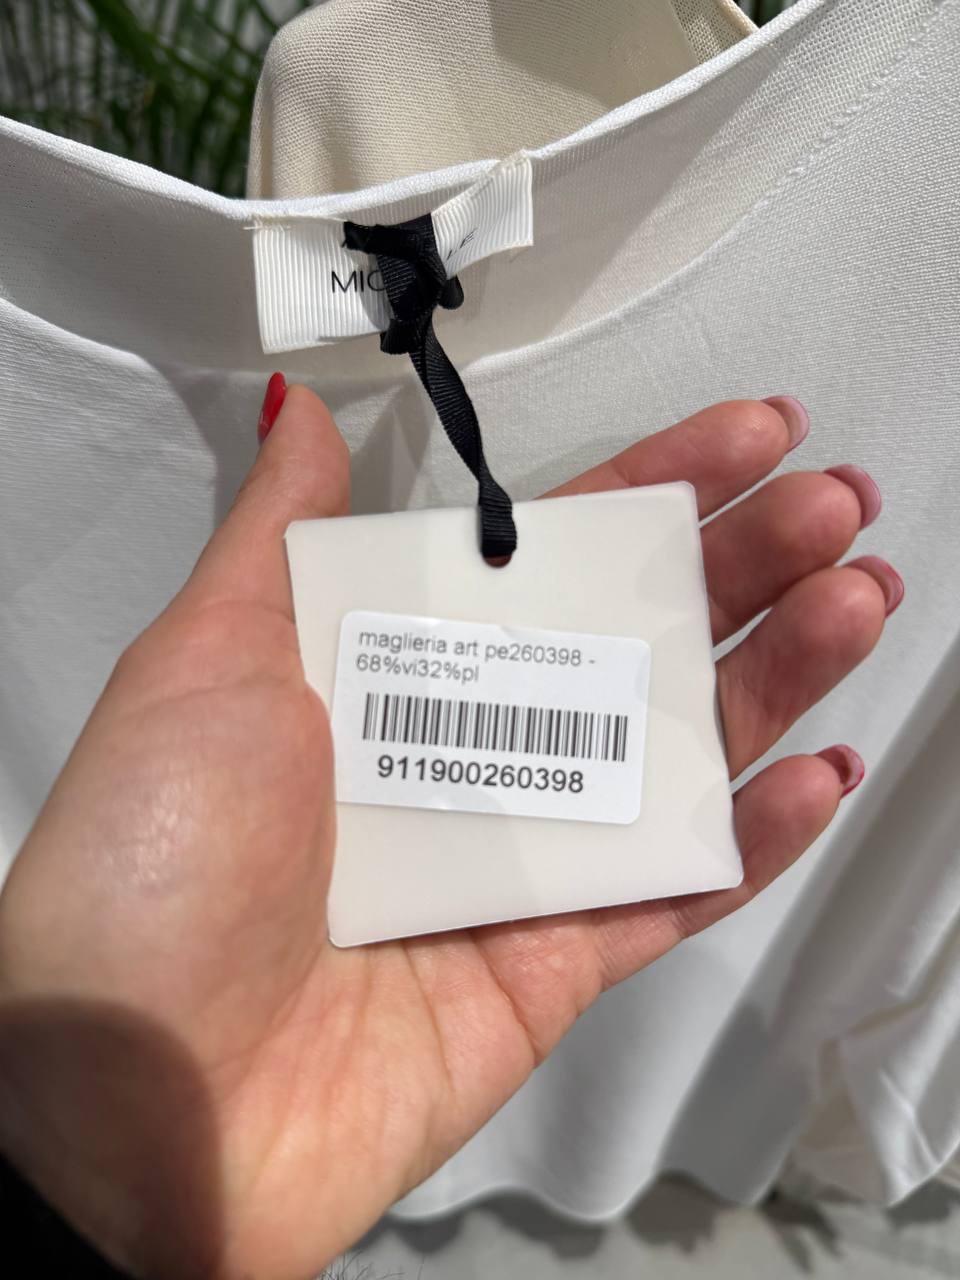 maglieria art pe260398 -
68%vi32%pl
911900260398